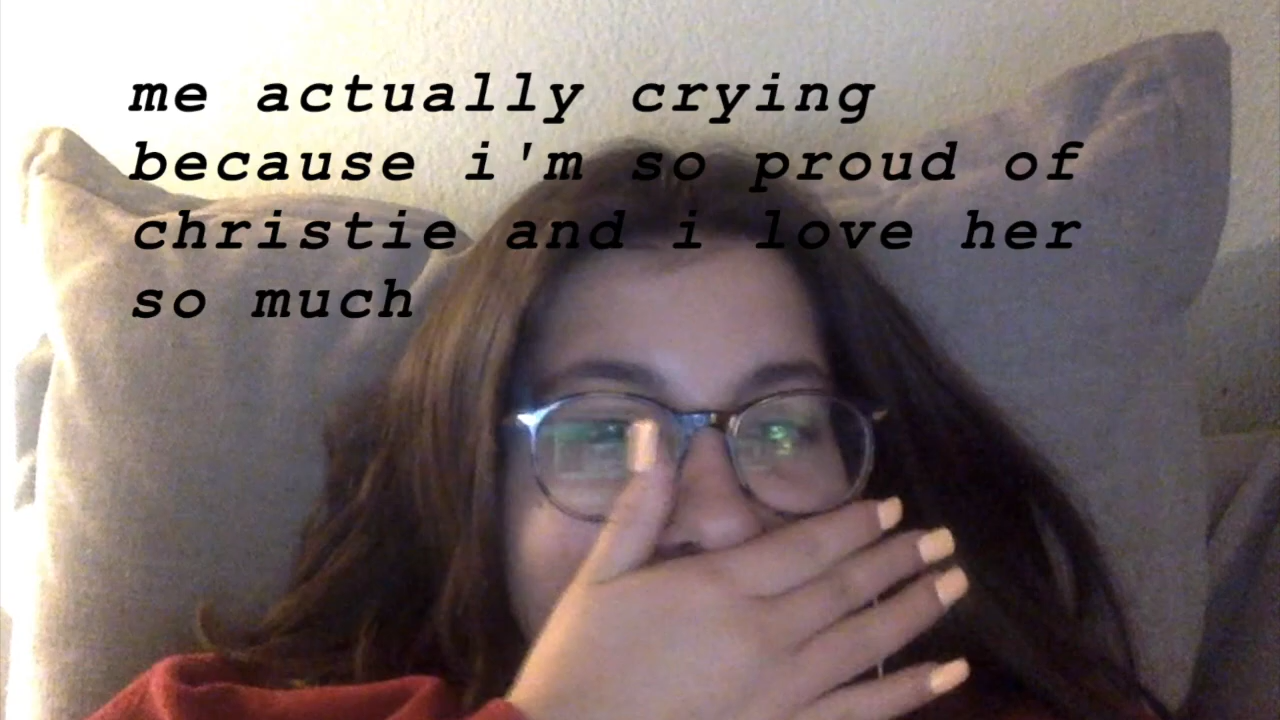 me actually crying
because i'm so proud of
christie and i love her
so much